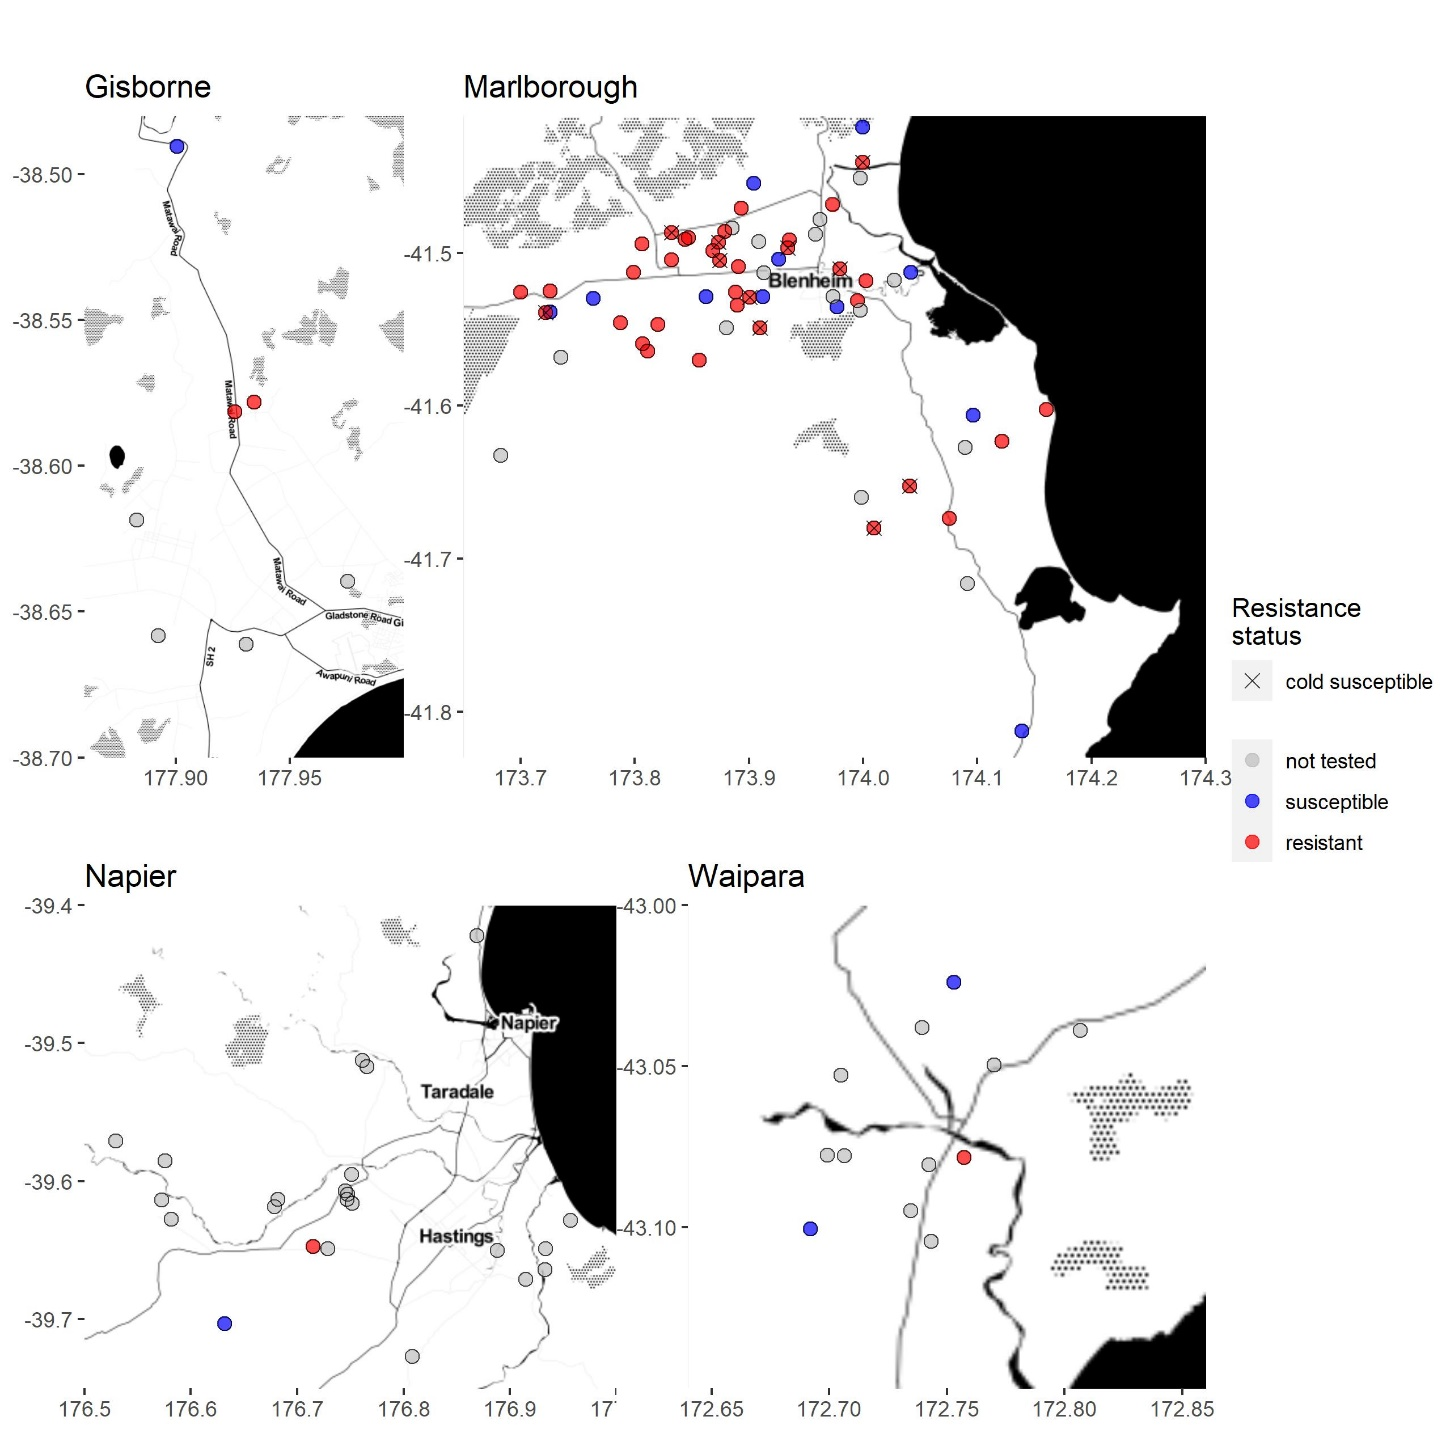 Gisborne
Marlborough
-38.50
-38.55
-38.60
-38.65
-38.70
177.90
177.95
Matawai Road
Matawai Road
Matawai Road
Gladstone Road Gi
SH 2
Awapuni Road
-41.5
-41.6
-41.7
-41.8
173.7
173.8
173.9
174.0
174.1
174.2
174.3
Blenheim
Resistance
status
cold susceptible
not tested
susceptible
resistant
Napier
Waipara
-39.4
-39.5
-39.6
-39.7
176.5
176.6
176.7
176.8
176.9
17
Napier
Taradale
Hastings
-43.00
-43.05
-43.10
172.65
172.70
172.75
172.80
172.85